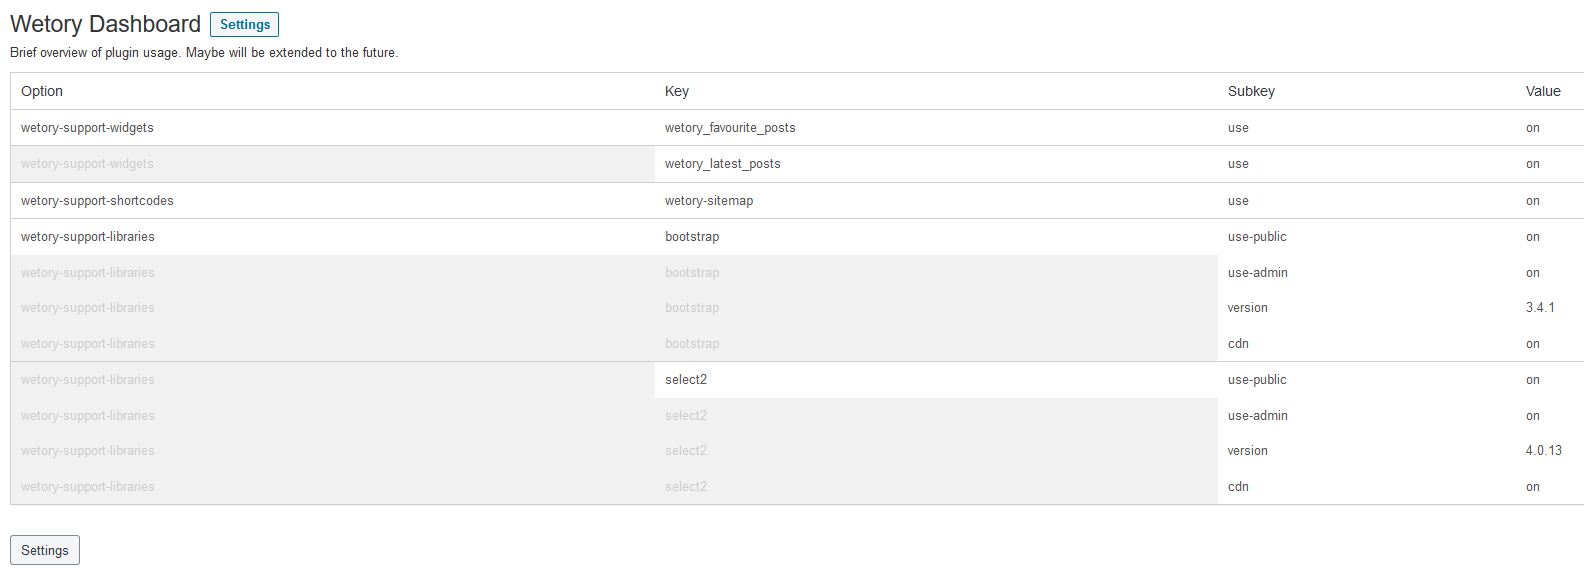 Wetory Dashboard Settings
Brief overview of plugin usage. Maybe will be extended to the future.
Option Key Subkey Value
wetory-support-widgets wetory_favourite_posts use on
wetory-support-widgets wetory_latest_posts use on
wetory-support-shortcodes wetory-sitemap use on
wetory-support-libraries bootstrap use-public on
wetory-support-libraries bootstrap use-admin on
wetory-support-libraries bootstrap version 3.4.1
wetory-support-libraries bootstrap cdn on
wetory-support-libraries select2 use-public on
wetory-support-libraries select2 use-admin on
wetory-support-libraries select2 version 4.0.13
wetory-support-libraries select2 cdn on
Settings